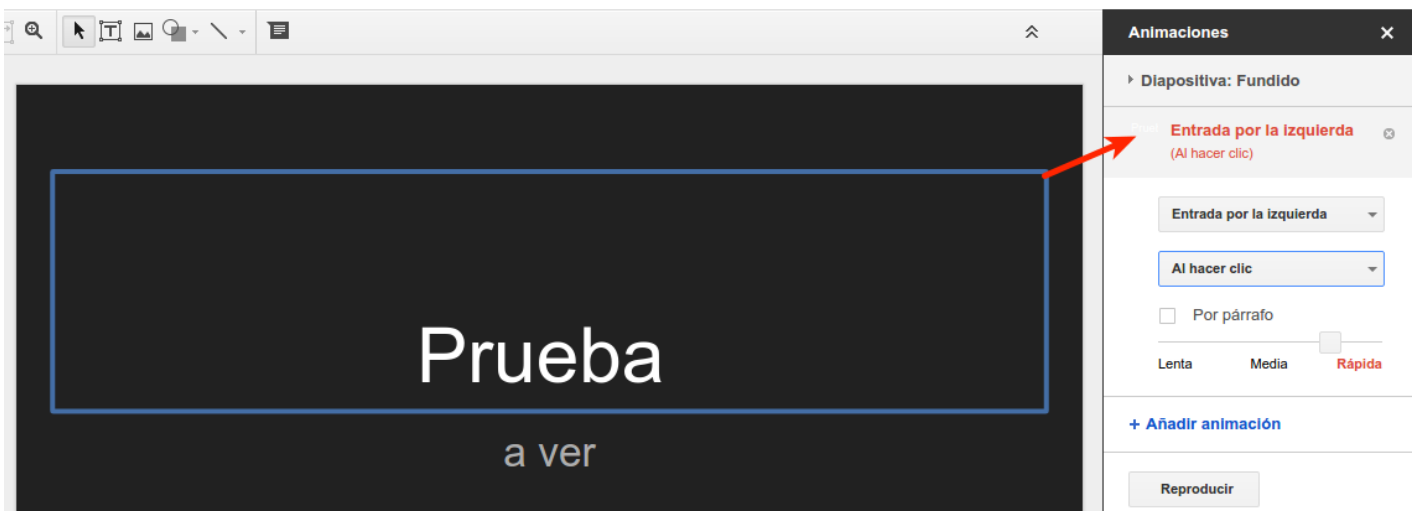 Animaciones
Diapositiva: Fundido
Entrada por la izquierda
(Al hacer clic)
Entrada por la izquierda
Al hacer clic
Por párrafo
Lenta Media Rápida
+ Añadir animación
Reproducir
Prueba
a ver